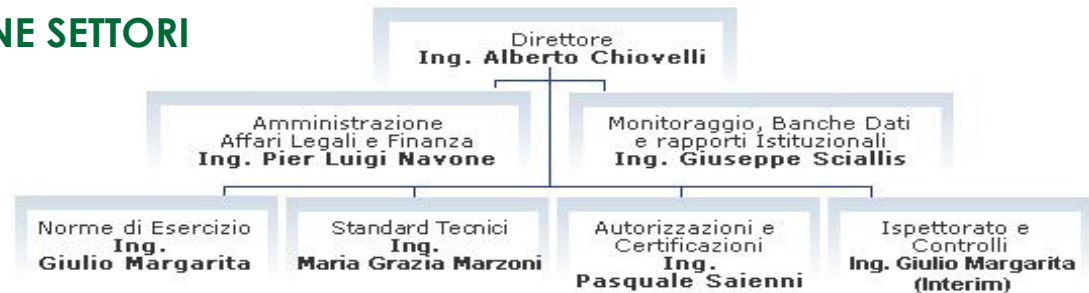 NE SETTORI
Direttore
Ing. Alberto Chiovelli
Amministrazione
Affari Legali e Finanza
Ing. Pier Luigi Navone
Monitoraggio, Banche Dati
e rapporti Istituzionali
Ing. Giuseppe Sciallis
Norme di Esercizio
Ing.
Giulio Margarita
Standard Tecnici
Ing.
Maria Grazia Marzoni
Autorizzazioni e
Certificazioni
Ing.
Pasquale Saienni
Ispettorato e
Controlli
Ing. Giulio Margarita
(Interim)